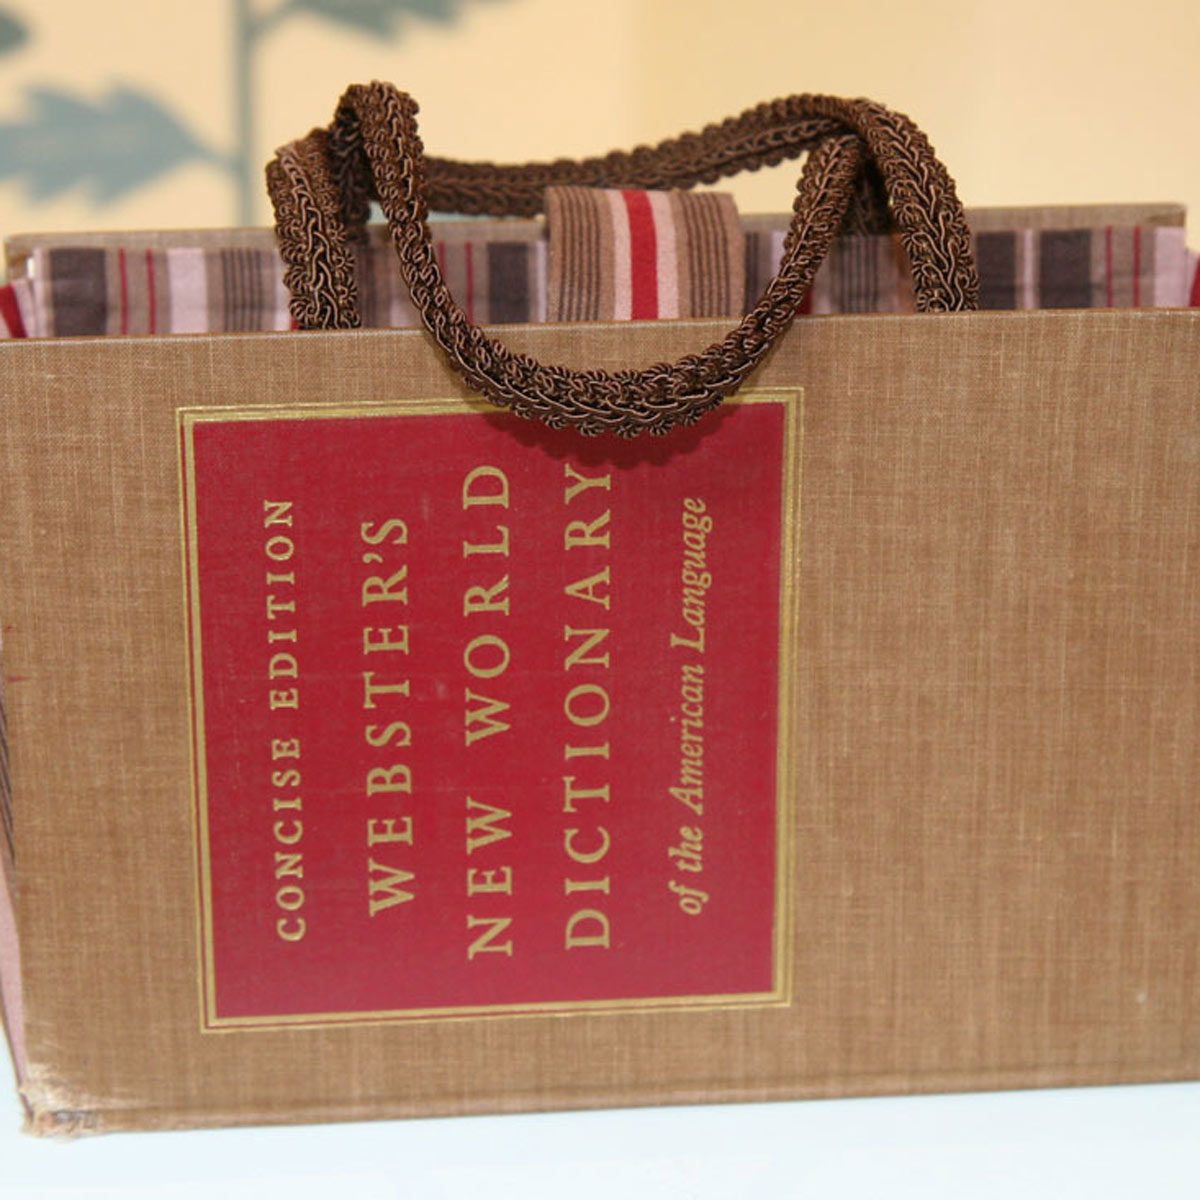 CONCISE EDITION
WEBSTER'S
NEW WORLD
DICTIONARY
of the American Language